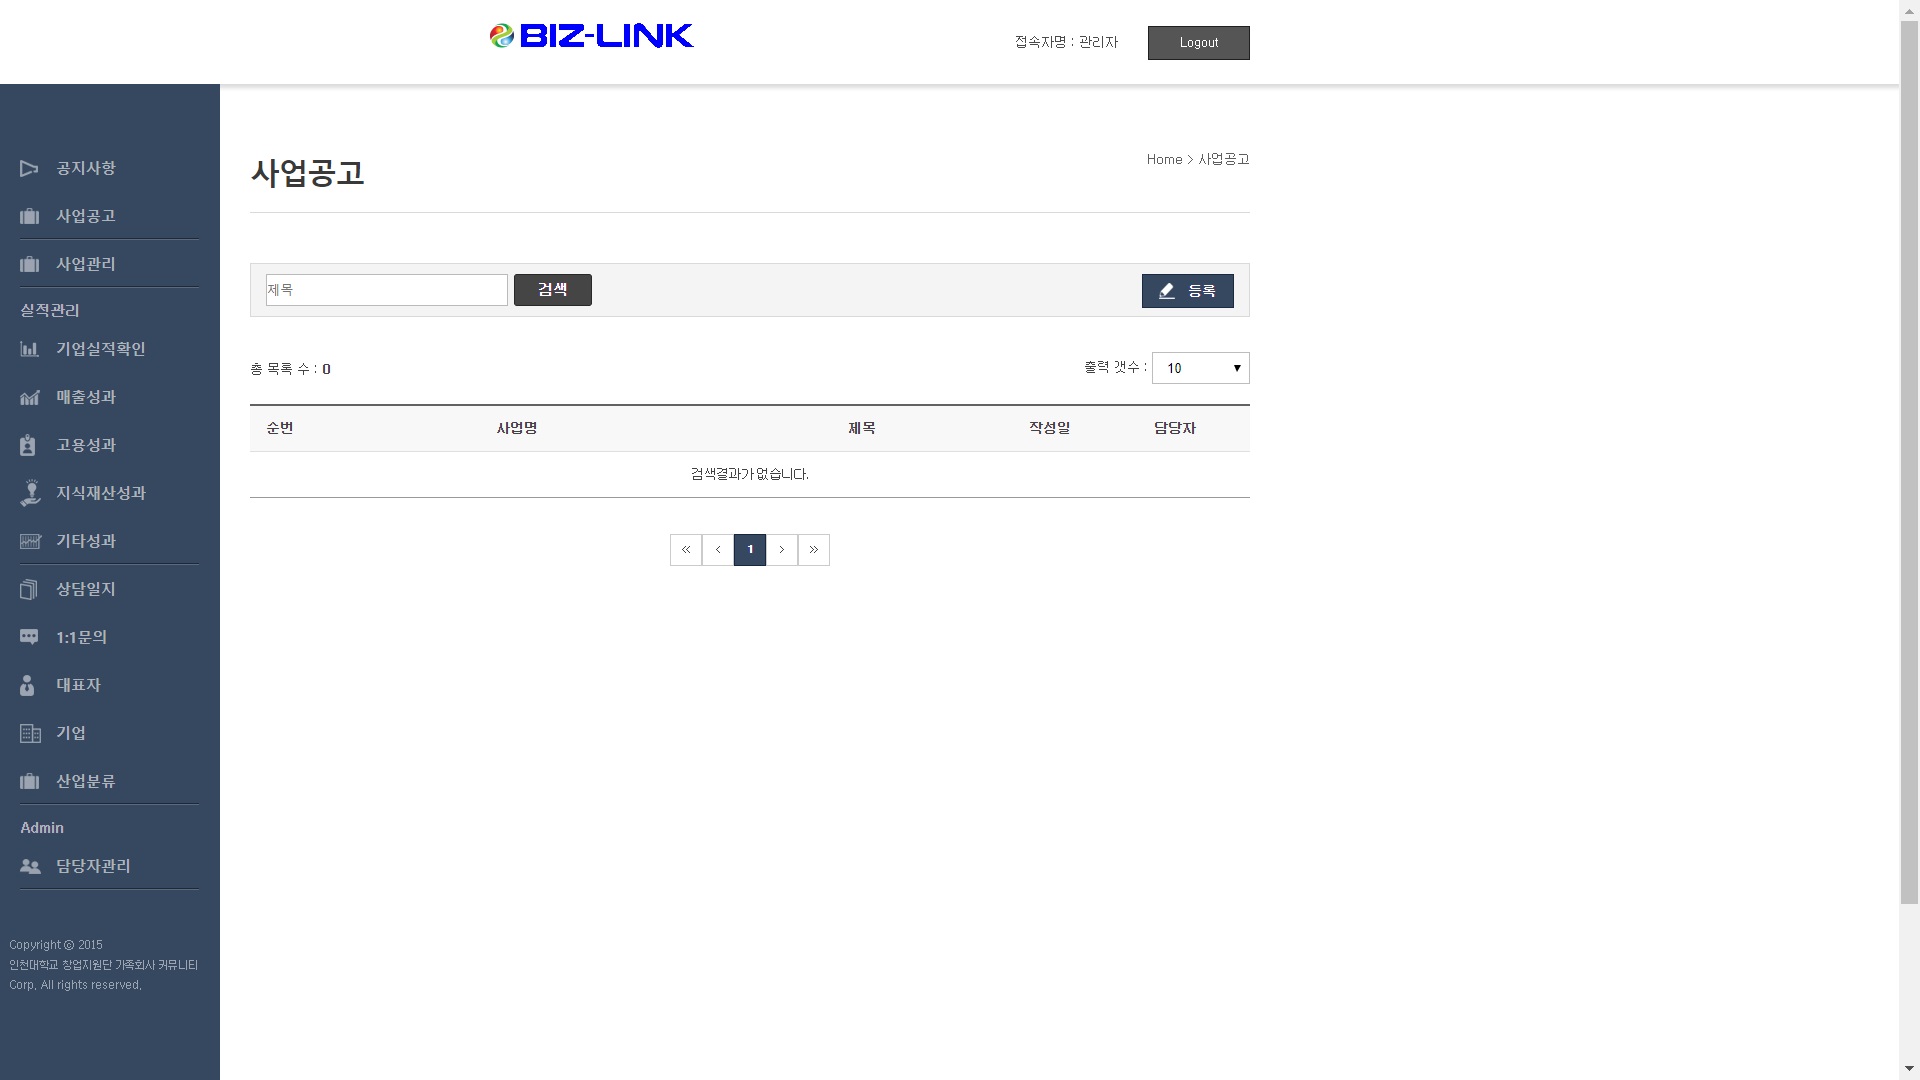 BIZ-LINK
접속자명 : 관리자
Logout
공지사항
사업공고
사업관리
실적관리
기업실적확인
매출성과
고용성과
지식재산성과
기타성과
상담일지
1:1문의
대표자
기업
산업분류
Admin
담당자관리
Copyright ⓒ 2015
인천대학교 창업지원단 가족회사 커뮤니티
Corp. All rights reserved.
사업공고
Home > 사업공고
제목 검색 등록
총 목록 수 : 0
출력 갯수 : 10
순번 사업명 제목 작성일 담당자
검색결과가 없습니다.
« ‹ 1 › »